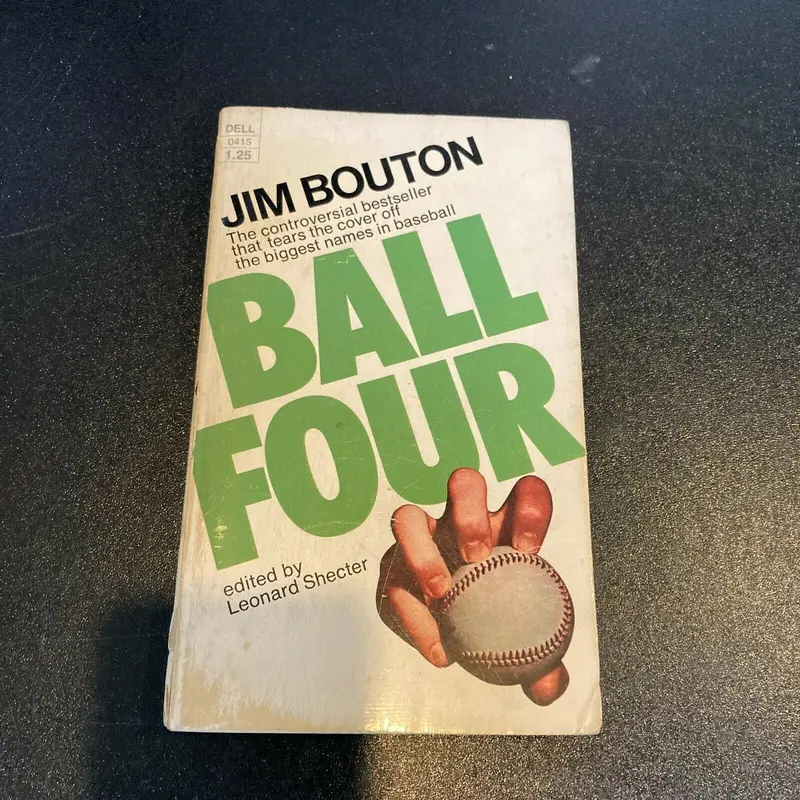 DELL
0415
1.25
JIM BOUTON
The controversial bestseller
that tears the cover off
the biggest names in baseball
BALL
FOUR
edited by
Leonard Shecter